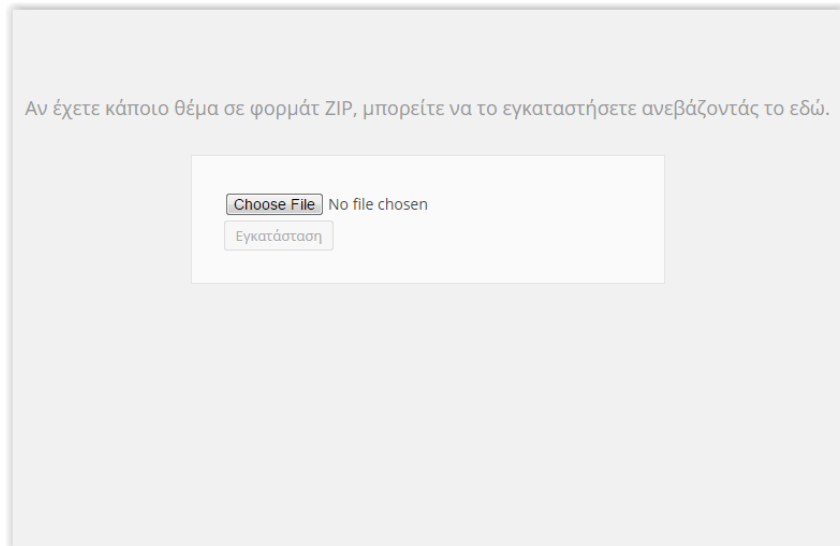 Αν έχετε κάποιο θέμα σε φορμάτ ZIP, μπορείτε να το εγκαταστήσετε ανεβάζοντάς το εδώ.
Choose File No file chosen
Εγκατάσταση